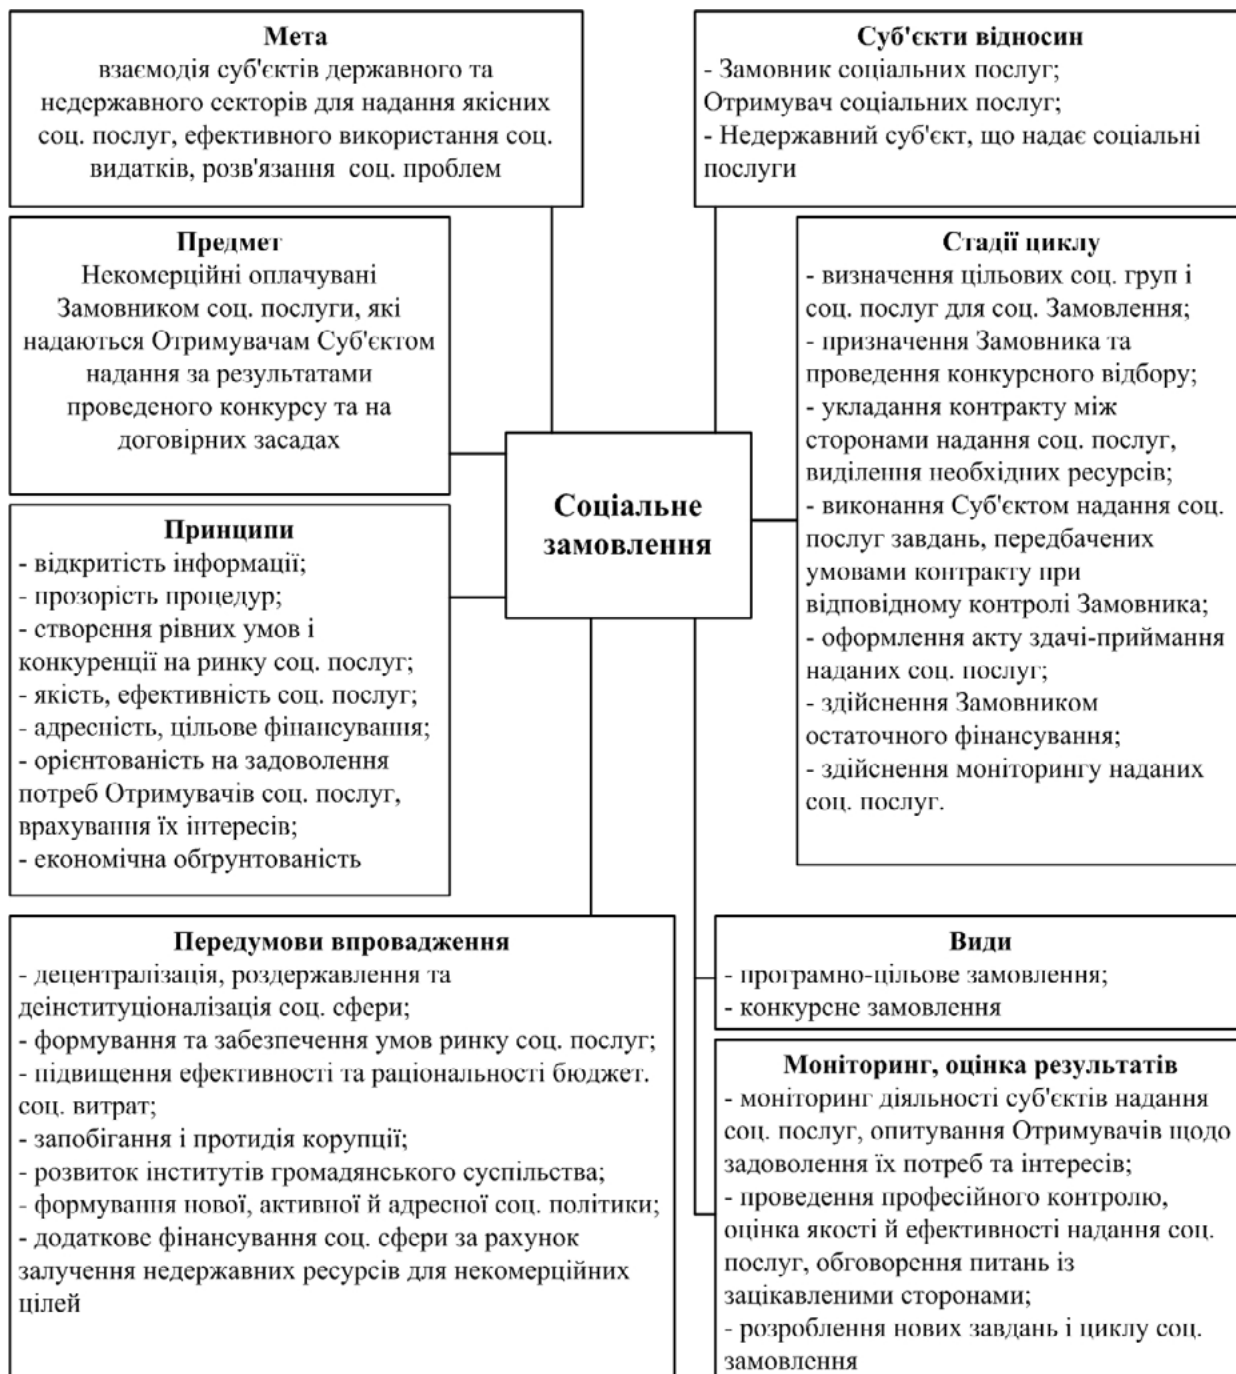 Мета
взаємодія суб'єктів державного та
недержавного секторів для надання якісних
соц. послуг, ефективного використання соц.
видатків, розв'язання соц. проблем
Суб'єкти відносин
- Замовник соціальних послуг;
Отримувач соціальних послуг;
- Недержавний суб'єкт, що надає соціальні
послуги
Предмет
Некомерційні оплачувані
Замовником соц. послуги, які
надаються Отримувачам Суб'єктом
надання за результатами
проведеного конкурсу та на
договірних засадах
Стадії циклу
- визначення цільових соц. груп і
соц. послуг для соц. Замовлення;
- призначення Замовника та
проведення конкурсного відбору;
- укладання контракту між
сторонами надання соц. послуг,
виділення необхідних ресурсів;
- виконання Суб'єктом надання соц.
послуг завдань, передбачених
умовами контракту при
відповідному контролі Замовника;
- оформлення акту здачі-приймання
наданих соц. послуг;
- здійснення Замовником
остаточного фінансування;
- здійснення моніторингу наданих
соц. послуг.
Соціальне
замовлення
Принципи
- відкритість інформації;
- прозорість процедур;
- створення рівних умов і
конкуренції на ринку соц. послуг;
- якість, ефективність соц. послуг;
- адресність, цільове фінансування;
- орієнтованість на задоволення
потреб Отримувачів соц. послуг,
врахування їх інтересів;
- економічна обґрунтованість
Передумови впровадження
- децентралізація, роздержавлення та
деінституціоналізація соц. сфери;
- формування та забезпечення умов ринку соц. послуг;
- підвищення ефективності та раціональності бюджет.
соц. витрат;
- запобігання і протидія корупції;
- розвиток інститутів громадянського суспільства;
- формування нової, активної й адресної соц. політики;
- додаткове фінансування соц. сфери за рахунок
залучення недержавних ресурсів для некомерційних
цілей
Види
- програмно-цільове замовлення;
- конкурсне замовлення
Моніторинг, оцінка результатів
- моніторинг діяльності суб'єктів надання
соц. послуг, опитування Отримувачів щодо
задоволення їх потреб та інтересів;
- проведення професійного контролю,
оцінка якості й ефективності надання соц.
послуг, обговорення питань із
зацікавленими сторонами;
- розроблення нових завдань і циклу соц.
замовлення